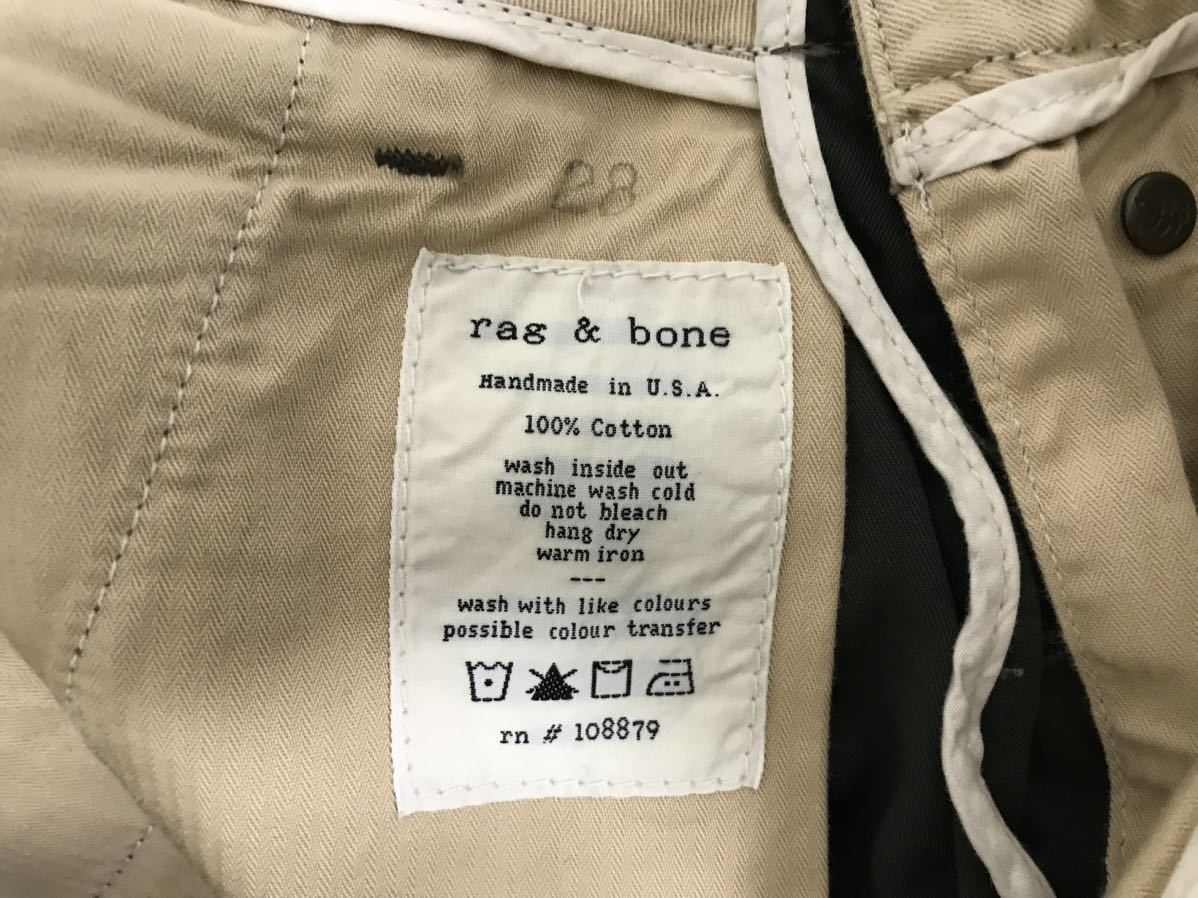 28
rag & bone
Handmade in U.S.A.
100% Cotton
wash inside out
machine wash cold
do not bleach
hang dry
warm iron
---
wash with like colours
possible colour transfer
rn # 108879